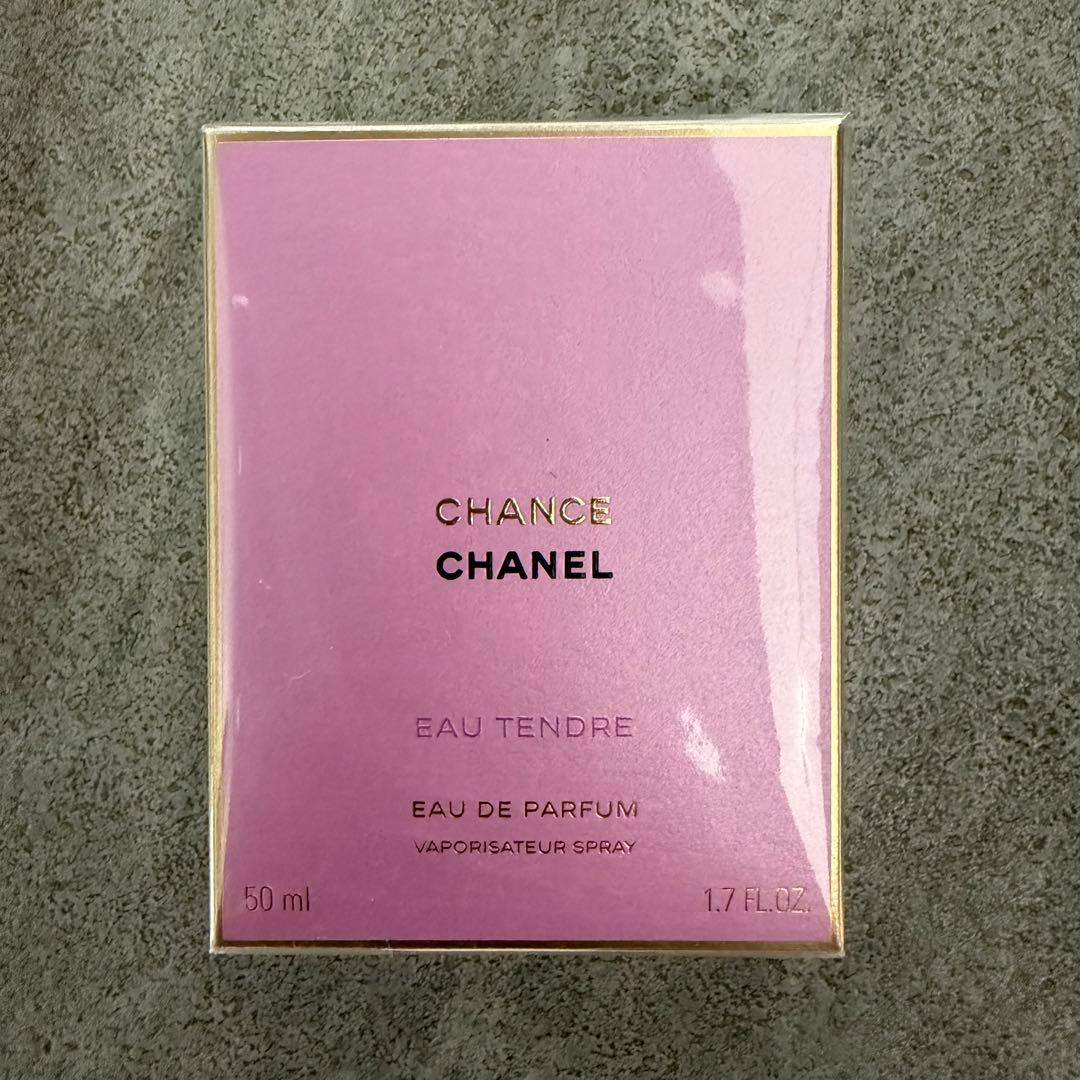 CHANCE
CHANEL
EAU TENDRE
EAU DE PARFUM
VAPORISATEUR SPRAY
50 ml 1.7 FL.OZ.